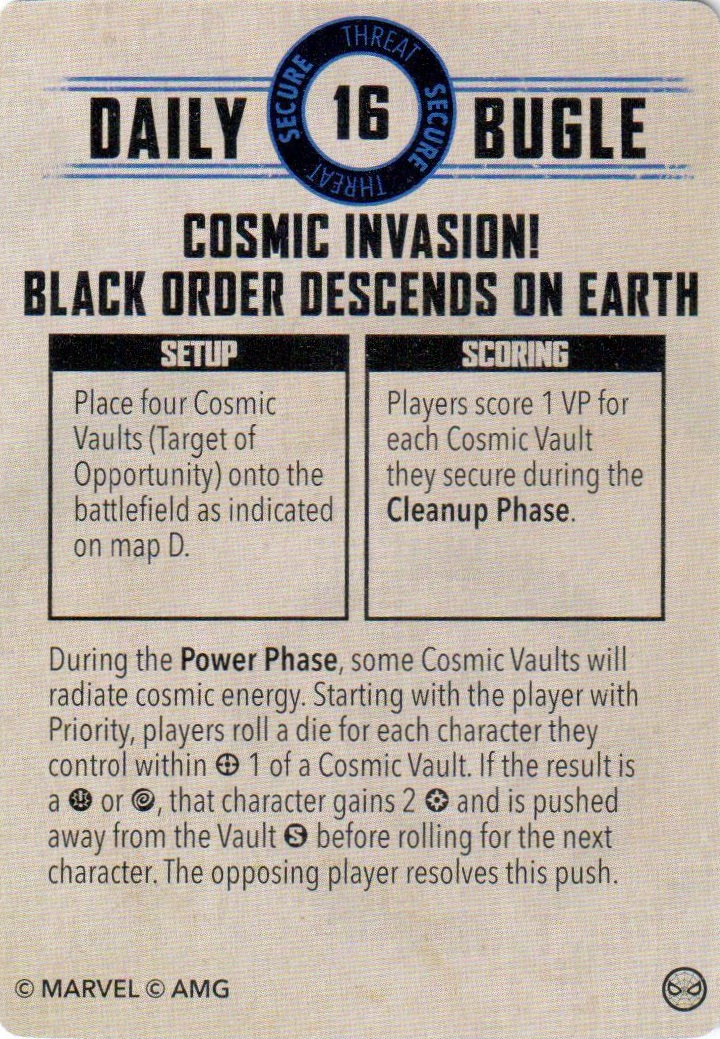 THREAT
SECURE
DAILY 16 BUGLE
SECURE
THREAT
COSMIC INVASION!
BLACK ORDER DESCENDS ON EARTH
SETUP
Place four Cosmic
Vaults (Target of
Opportunity) onto the
battlefield as indicated
on map D.
SCORING
Players score 1 VP for
each Cosmic Vault
they secure during the
Cleanup Phase.
During the Power Phase, some Cosmic Vaults will
radiate cosmic energy. Starting with the player with
Priority, players roll a die for each character they
control within 1 of a Cosmic Vault. If the result is
a or , that character gains 2 and is pushed
away from the Vault S before rolling for the next
character. The opposing player resolves this push.
© MARVEL © AMG